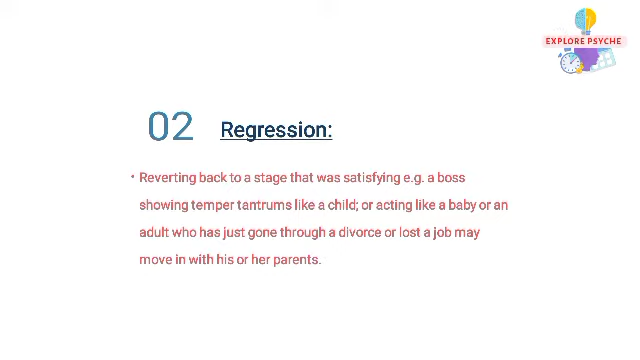 EXPLORE PSYCHE
02 Regression:
• Reverting back to a stage that was satisfying e.g. a boss
showing temper tantrums like a child; or acting like a baby or an
adult who has just gone through a divorce or lost a job may
move in with his or her parents.